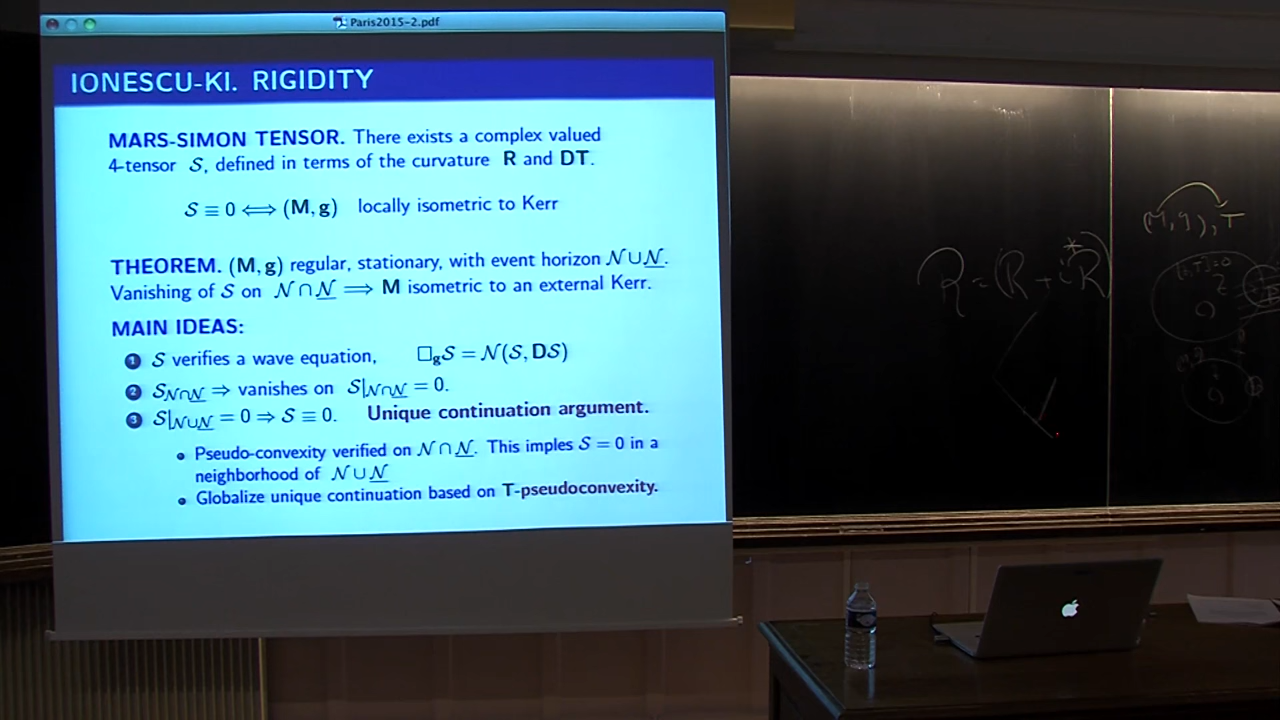 Paris2015-2.pdf
IONESCU-KI. RIGIDITY
MARS-SIMON TENSOR. There exists a complex valued
4-tensor 𝒮, defined in terms of the curvature R and DT.
𝒮 ≡ 0 ⟺ (M, g) locally isometric to Kerr
THEOREM. (M, g) regular, stationary, with event horizon 𝒩 ∪ 𝒩̲.
Vanishing of 𝒮 on 𝒩 ∩ 𝒩̲ ⟹ M isometric to an external Kerr.
MAIN IDEAS:
1 𝒮 verifies a wave equation, □g𝒮 = 𝒩(𝒮, D𝒮)
2 𝒮𝒩∩𝒩̲ ⇒ vanishes on 𝒮|𝒩∩𝒩̲ = 0.
3 𝒮|𝒩∪𝒩̲ = 0 ⇒ 𝒮 ≡ 0. Unique continuation argument.
• Pseudo-convexity verified on 𝒩 ∩ 𝒩̲. This imples 𝒮 = 0 in a
neighborhood of 𝒩 ∪ 𝒩̲
• Globalize unique continuation based on T-pseudoconvexity.
R = (R + i *R)
(M, g), T